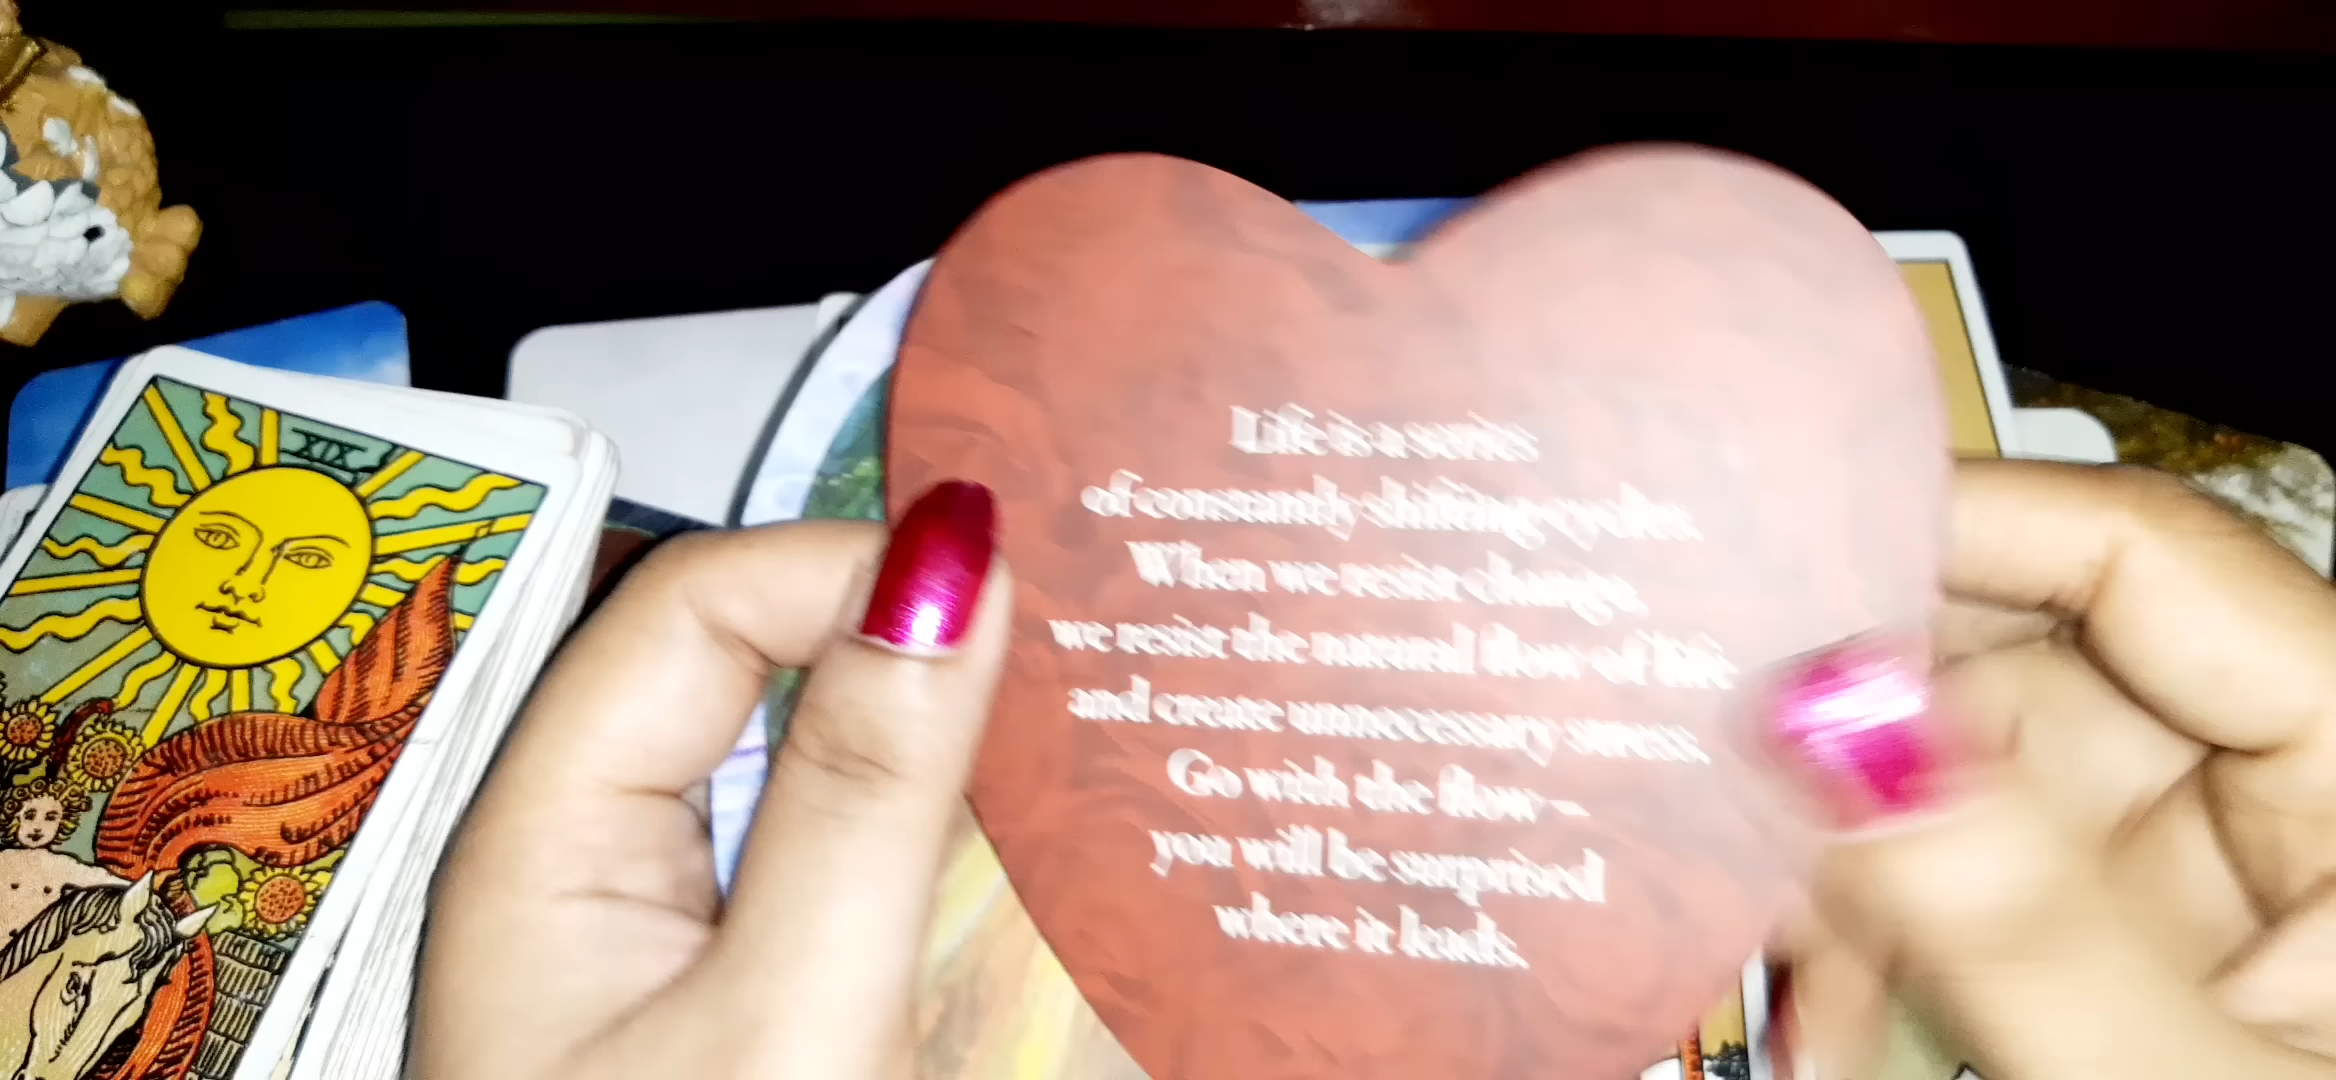 XIX
Life is a series
of constantly shifting cycles.
When we resist change,
we resist the natural flow of life
and create unnecessary stress.
Go with the flow –
you will be surprised
where it leads.